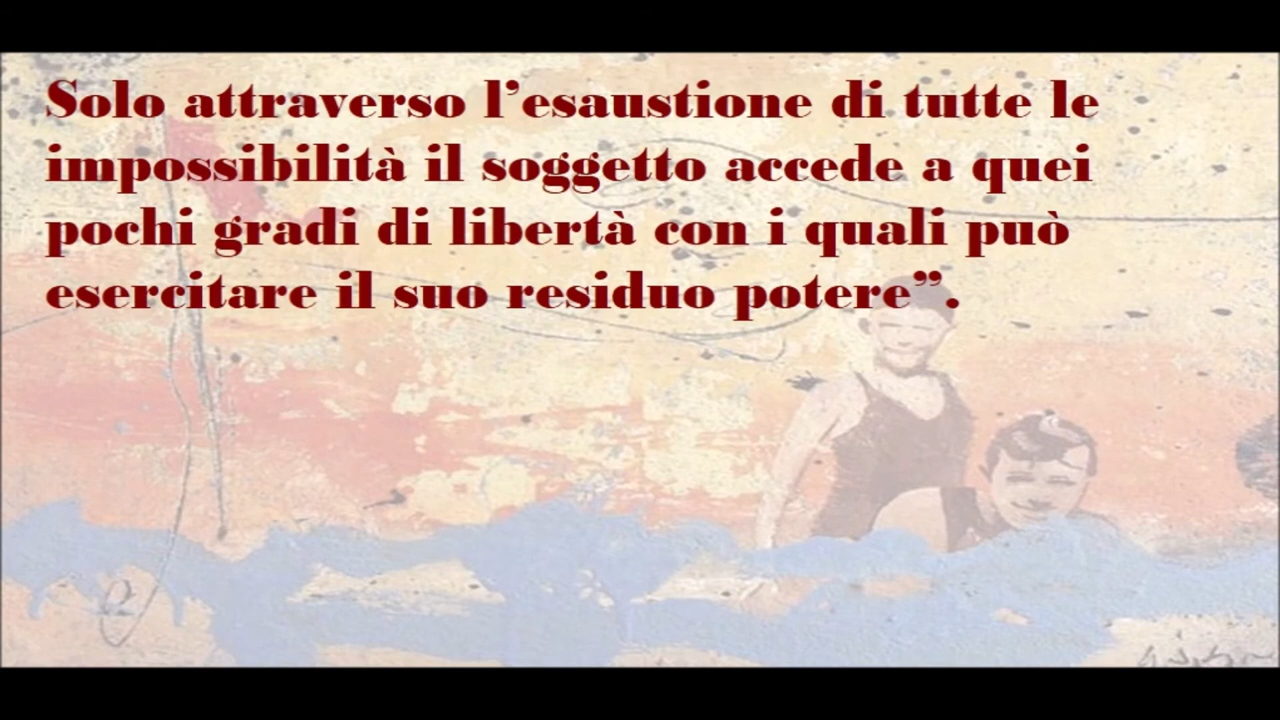 Solo attraverso l’esaustione di tutte le
impossibilità il soggetto accede a quei
pochi gradi di libertà con i quali può
esercitare il suo residuo potere”.